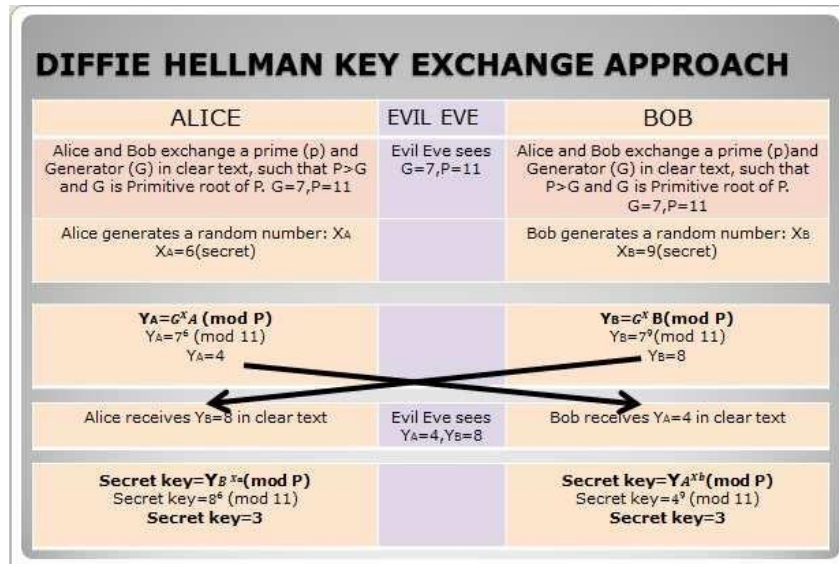 DIFFIE HELLMAN KEY EXCHANGE APPROACH
ALICE
EVIL EVE
BOB
Alice and Bob exchange a prime (p) and
Generator (G) in clear text, such that P>G
and G is Primitive root of P. G=7,P=11
Evil Eve sees
G=7,P=11
Alice and Bob exchange a prime (p)and
Generator (G) in clear text, such that
P>G and G is Primitive root of P.
G=7,P=11
Alice generates a random number: XA
XA=6(secret)
Bob generates a random number: XB
XB=9(secret)
YA=G^XA (mod P)
YA=7⁶ (mod 11)
YA=4
YB=G^X B(mod P)
YB=7⁹(mod 11)
YB=8
Alice receives YB=8 in clear text
Evil Eve sees
YA=4,YB=8
Bob receives YA=4 in clear text
Secret key=YB^xa(mod P)
Secret key=8⁶ (mod 11)
Secret key=3
Secret key=YA^xb(mod P)
Secret key=4⁹ (mod 11)
Secret key=3